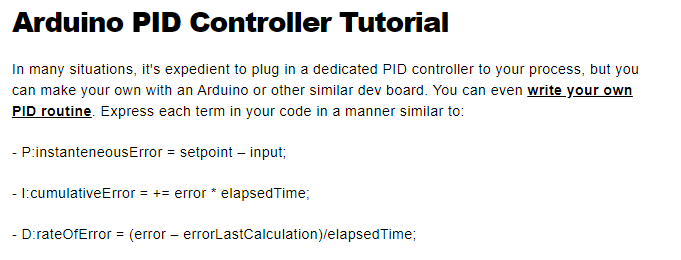 Arduino PID Controller Tutorial
In many situations, it's expedient to plug in a dedicated PID controller to your process, but you
can make your own with an Arduino or other similar dev board. You can even write your own
PID routine. Express each term in your code in a manner similar to:
- P:instanteneousError = setpoint – input;
- I:cumulativeError = += error * elapsedTime;
- D:rateOfError = (error – errorLastCalculation)/elapsedTime;